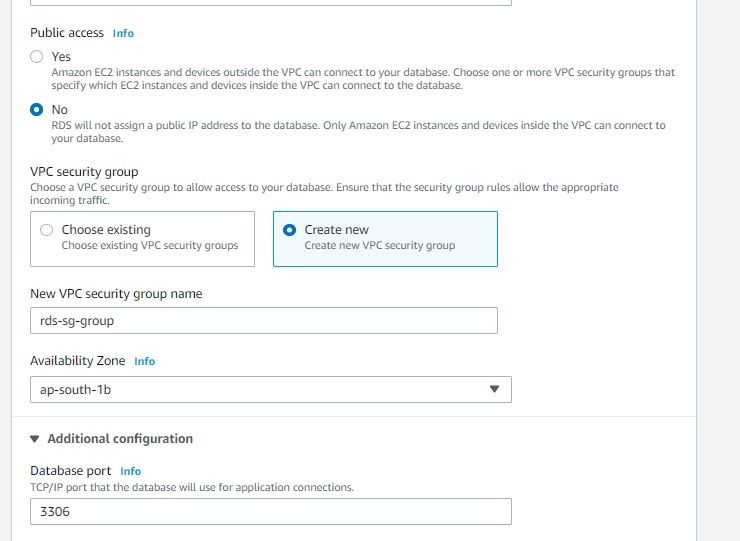 Public access Info
Yes
Amazon EC2 instances and devices outside the VPC can connect to your database. Choose one or more VPC security groups that
specify which EC2 instances and devices inside the VPC can connect to the database.
No
RDS will not assign a public IP address to the database. Only Amazon EC2 instances and devices inside the VPC can connect to
your database.
VPC security group
Choose a VPC security group to allow access to your database. Ensure that the security group rules allow the appropriate
incoming traffic.
Choose existing
Choose existing VPC security groups
Create new
Create new VPC security group
New VPC security group name
rds-sg-group
Availability Zone Info
ap-south-1b
Additional configuration
Database port Info
TCP/IP port that the database will use for application connections.
3306